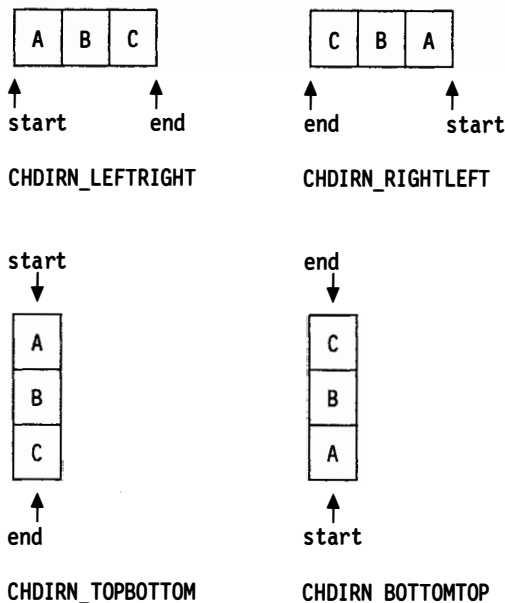 A B C
C B A
start end
end start
CHDIRN_LEFTRIGHT
CHDIRN_RIGHTLEFT
start
end
A
B
C
C
B
A
end
start
CHDIRN_TOPBOTTOM
CHDIRN BOTTOMTOP